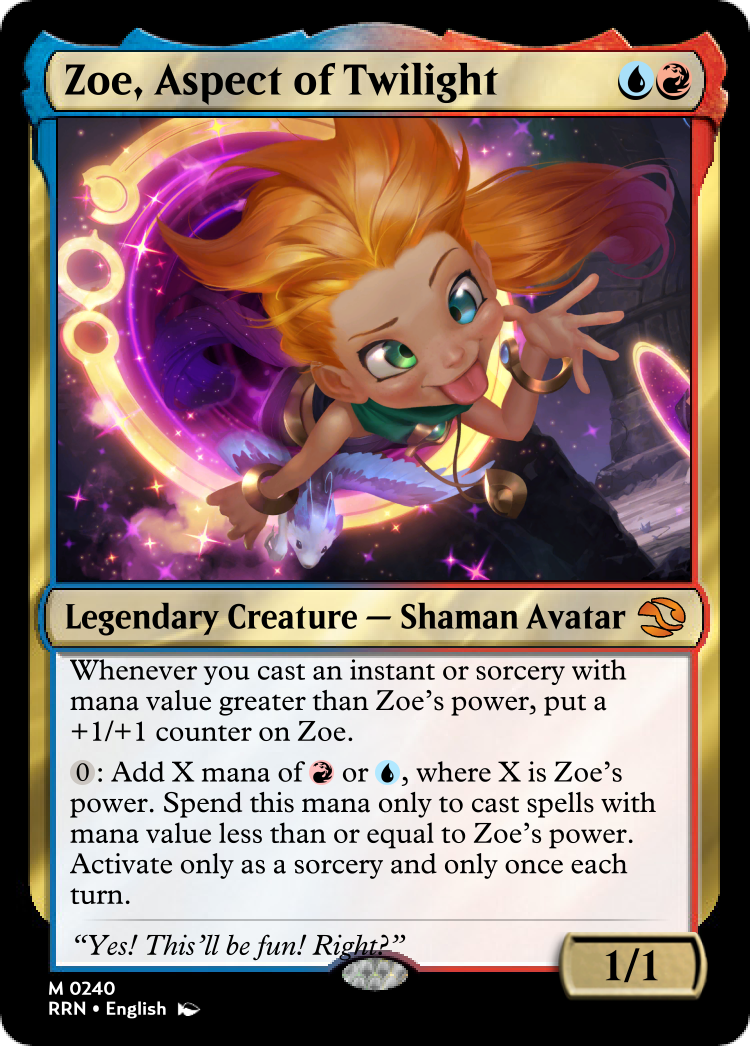 Zoe, Aspect of Twilight
Legendary Creature — Shaman Avatar
Whenever you cast an instant or sorcery with
mana value greater than Zoe’s power, put a
+1/+1 counter on Zoe.
0: Add X mana of or , where X is Zoe’s
power. Spend this mana only to cast spells with
mana value less than or equal to Zoe’s power.
Activate only as a sorcery and only once each
turn.
“Yes! This’ll be fun! Right?”
1/1
M 0240
RRN • English